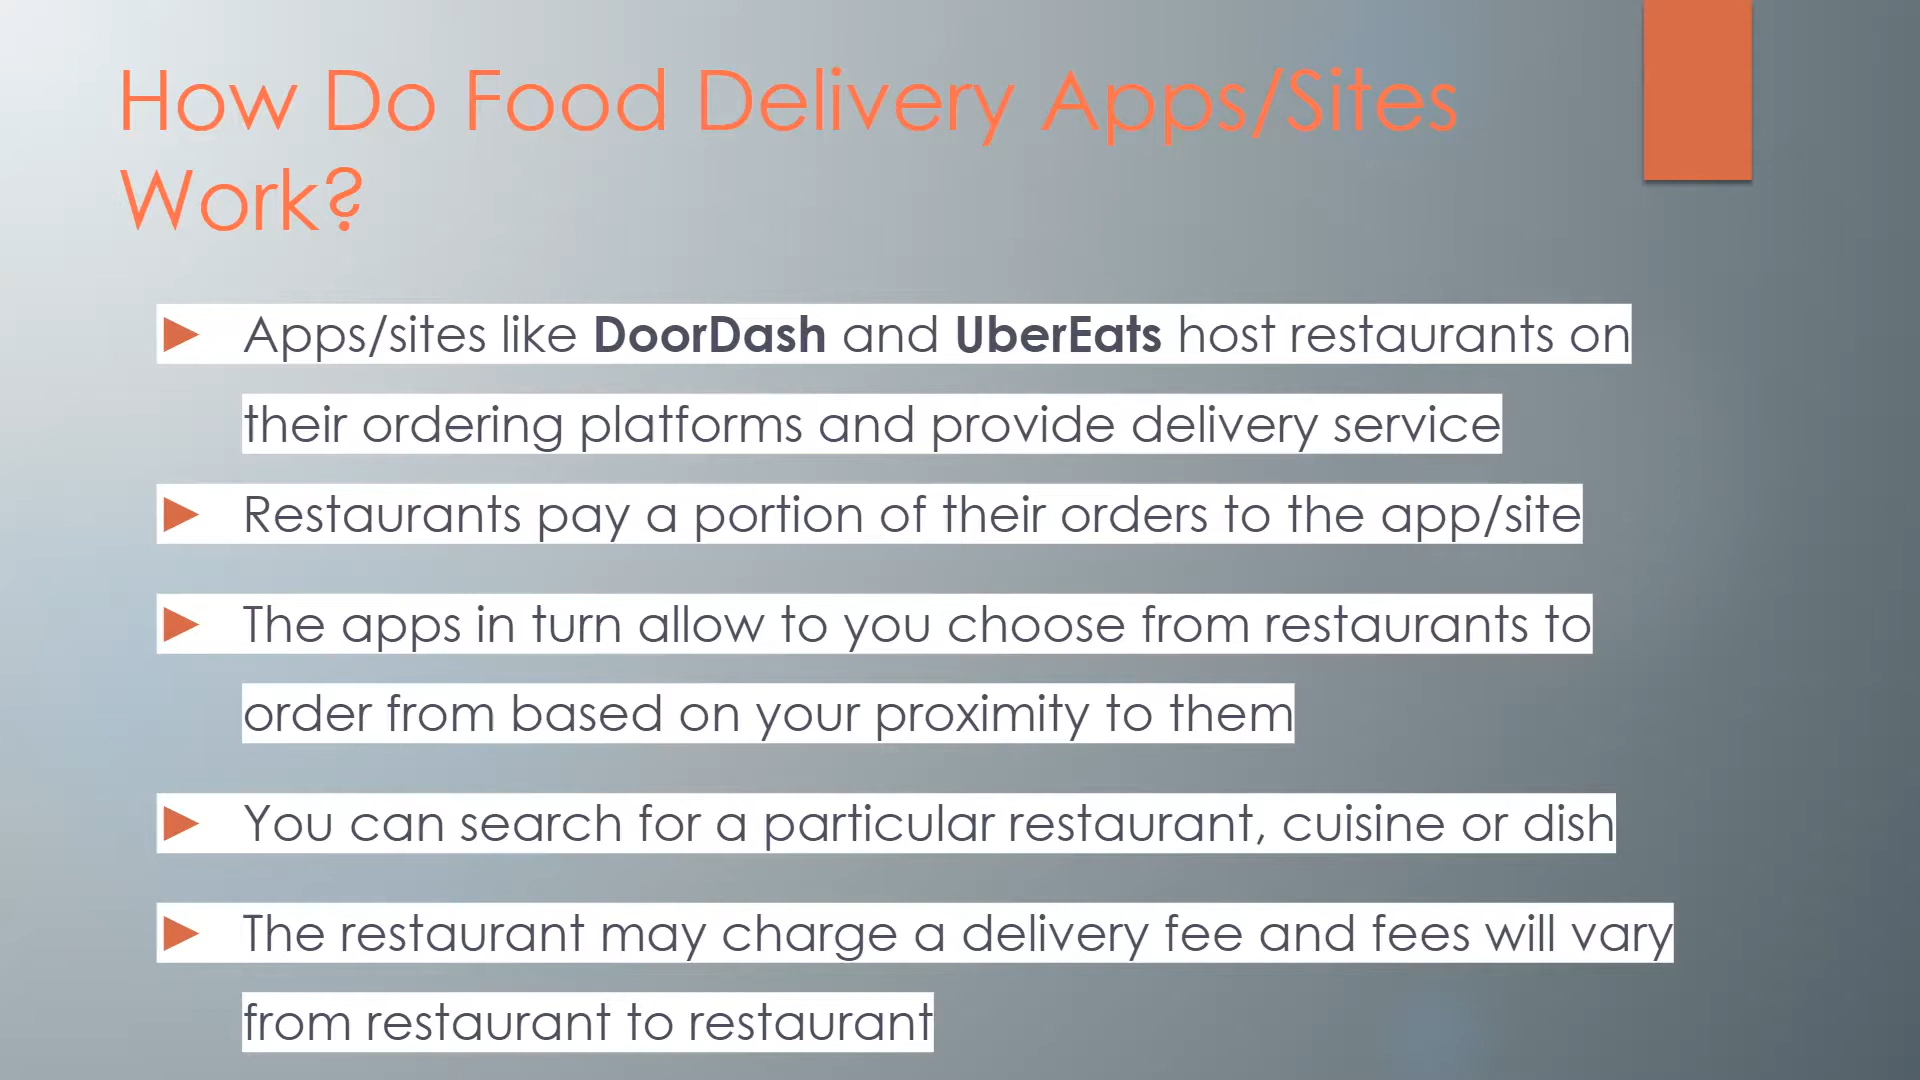 How Do Food Delivery Apps/Sites
Work?
Apps/sites like DoorDash and UberEats host restaurants on
their ordering platforms and provide delivery service
Restaurants pay a portion of their orders to the app/site
The apps in turn allow to you choose from restaurants to
order from based on your proximity to them
You can search for a particular restaurant, cuisine or dish
The restaurant may charge a delivery fee and fees will vary
from restaurant to restaurant